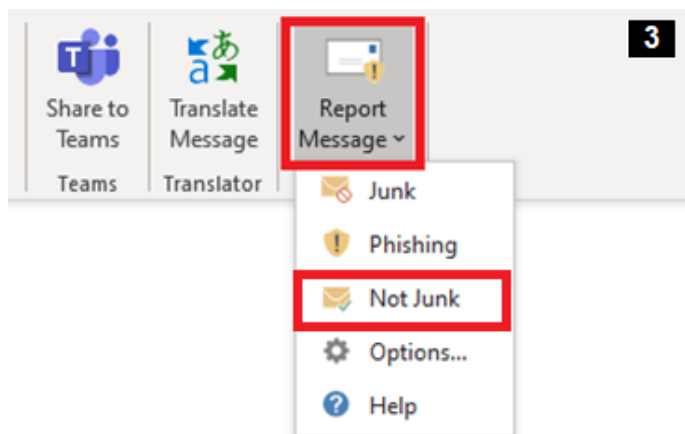 3
Share to
Teams
Translate
Message
Report
Message
Teams
Translator
Junk
Phishing
Not Junk
Options...
Help